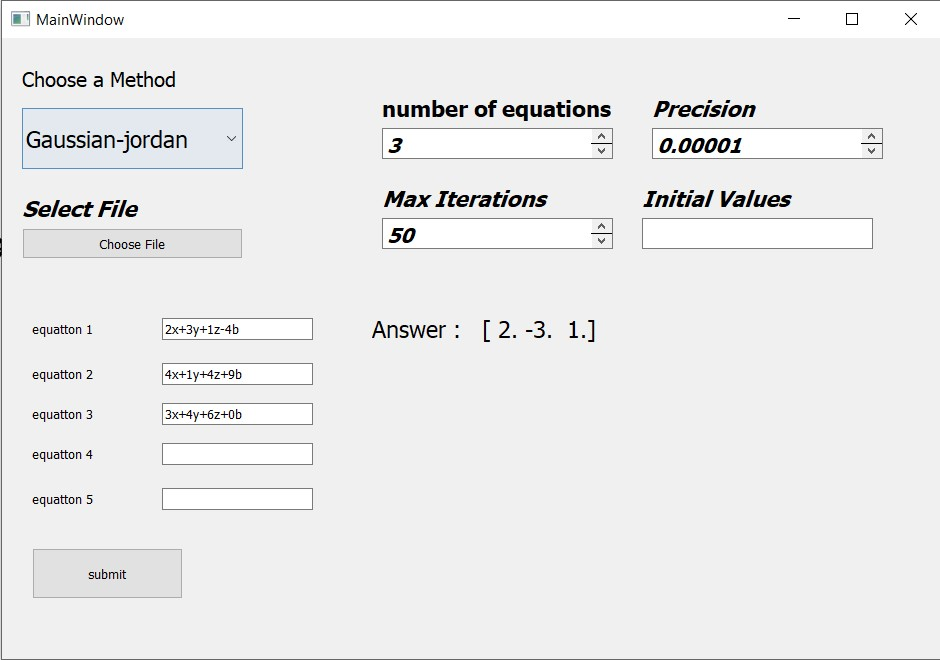 MainWindow
Choose a Method
Gaussian-jordan
number of equations
Precision
3
0.00001
Select File
Max Iterations
Initial Values
Choose File
50
equatton 1
2x+3y+1z-4b
Answer : [ 2. -3. 1.]
equatton 2
4x+1y+4z+9b
equatton 3
3x+4y+6z+0b
equatton 4
equatton 5
submit